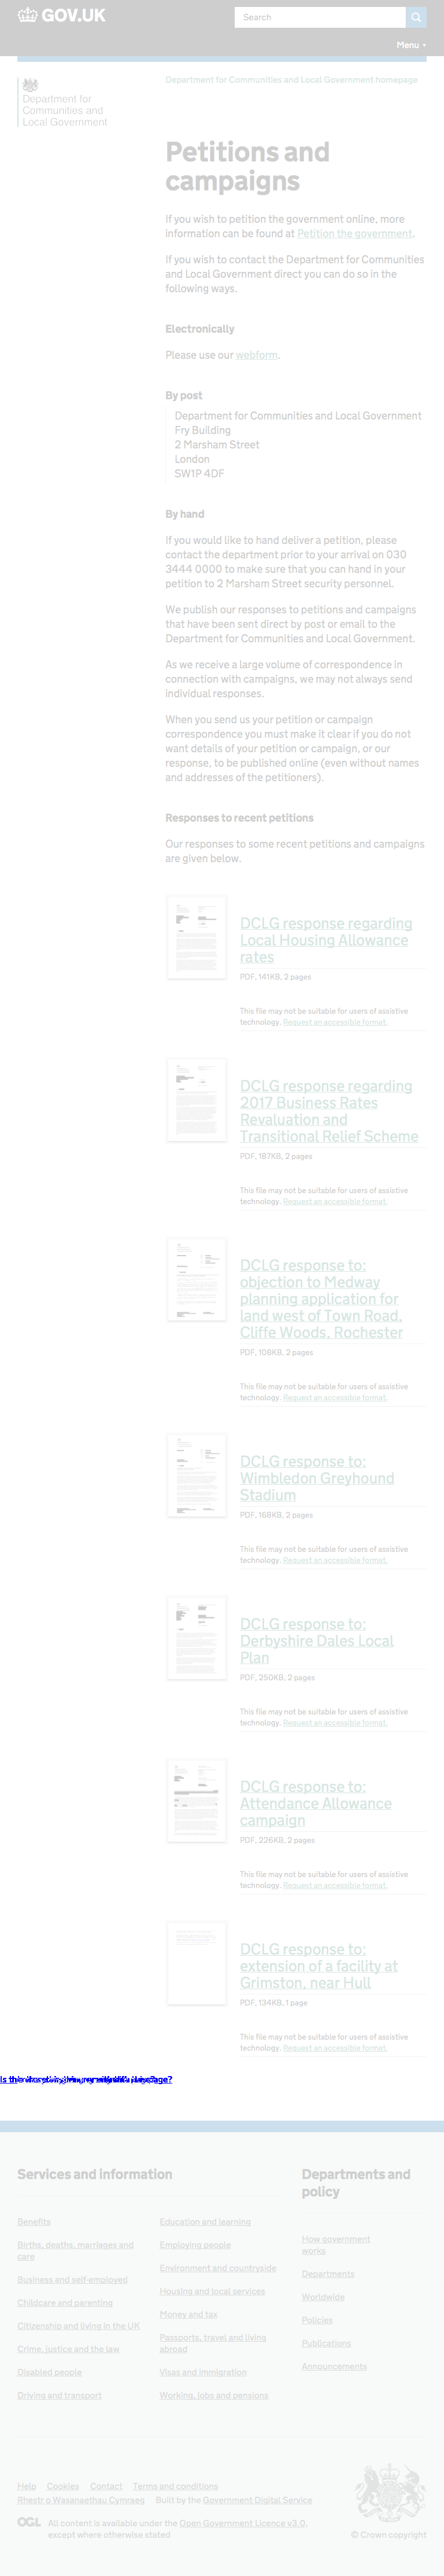 GOV.UK
Search
Menu
Department for
Communities and
Local Government
Department for Communities and Local Government homepage
Petitions and
campaigns
If you wish to petition the government online, more
information can be found at Petition the government.
If you wish to contact the Department for Communities
and Local Government direct you can do so in the
following ways.
Electronically
Please use our webform.
By post
Department for Communities and Local Government
Fry Building
2 Marsham Street
London
SW1P 4DF
By hand
If you would like to hand deliver a petition, please
contact the department prior to your arrival on 030
3444 0000 to make sure that you can hand in your
petition to 2 Marsham Street security personnel.
We publish our responses to petitions and campaigns
that have been sent direct by post or email to the
Department for Communities and Local Government.
As we receive a large volume of correspondence in
connection with campaigns, we may not always send
individual responses.
When you send us your petition or campaign
correspondence you must make it clear if you do not
want details of your petition or campaign, or our
response, to be published online (even without names
and addresses of the petitioners).
Responses to recent petitions
Our responses to some recent petitions and campaigns
are given below.
DCLG response regarding
Local Housing Allowance
rates
PDF, 141KB, 2 pages
This file may not be suitable for users of assistive
technology. Request an accessible format.
DCLG response regarding
2017 Business Rates
Revaluation and
Transitional Relief Scheme
PDF, 187KB, 2 pages
This file may not be suitable for users of assistive
technology. Request an accessible format.
DCLG response to:
objection to Medway
planning application for
land west of Town Road,
Cliffe Woods, Rochester
PDF, 108KB, 2 pages
This file may not be suitable for users of assistive
technology. Request an accessible format.
DCLG response to:
Wimbledon Greyhound
Stadium
PDF, 168KB, 2 pages
This file may not be suitable for users of assistive
technology. Request an accessible format.
DCLG response to:
Derbyshire Dales Local
Plan
PDF, 250KB, 2 pages
This file may not be suitable for users of assistive
technology. Request an accessible format.
DCLG response to:
Attendance Allowance
campaign
PDF, 226KB, 2 pages
This file may not be suitable for users of assistive
technology. Request an accessible format.
DCLG response to:
extension of a facility at
Grimston, near Hull
PDF, 134KB, 1 page
This file may not be suitable for users of assistive
technology. Request an accessible format.
Services and information
Benefits
Births, deaths, marriages and
care
Business and self-employed
Childcare and parenting
Citizenship and living in the UK
Crime, justice and the law
Disabled people
Driving and transport
Education and learning
Employing people
Environment and countryside
Housing and local services
Money and tax
Passports, travel and living
abroad
Visas and immigration
Working, jobs and pensions
Departments and
policy
How government
works
Departments
Worldwide
Policies
Publications
Announcements
Help Cookies Contact Terms and conditions
Rhestr o Wasanaethau Cymraeg Built by the Government Digital Service
OGL All content is available under the Open Government Licence v3.0,
except where otherwise stated
© Crown copyright